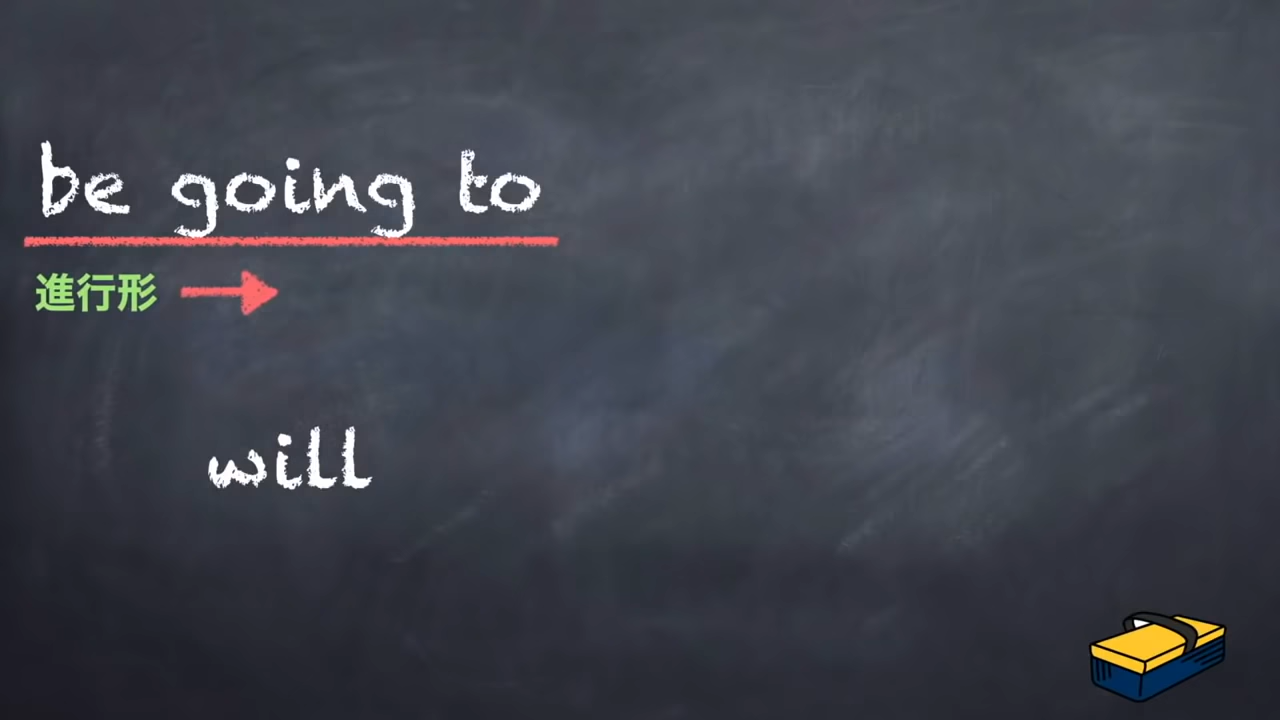 be going to
進行形
will